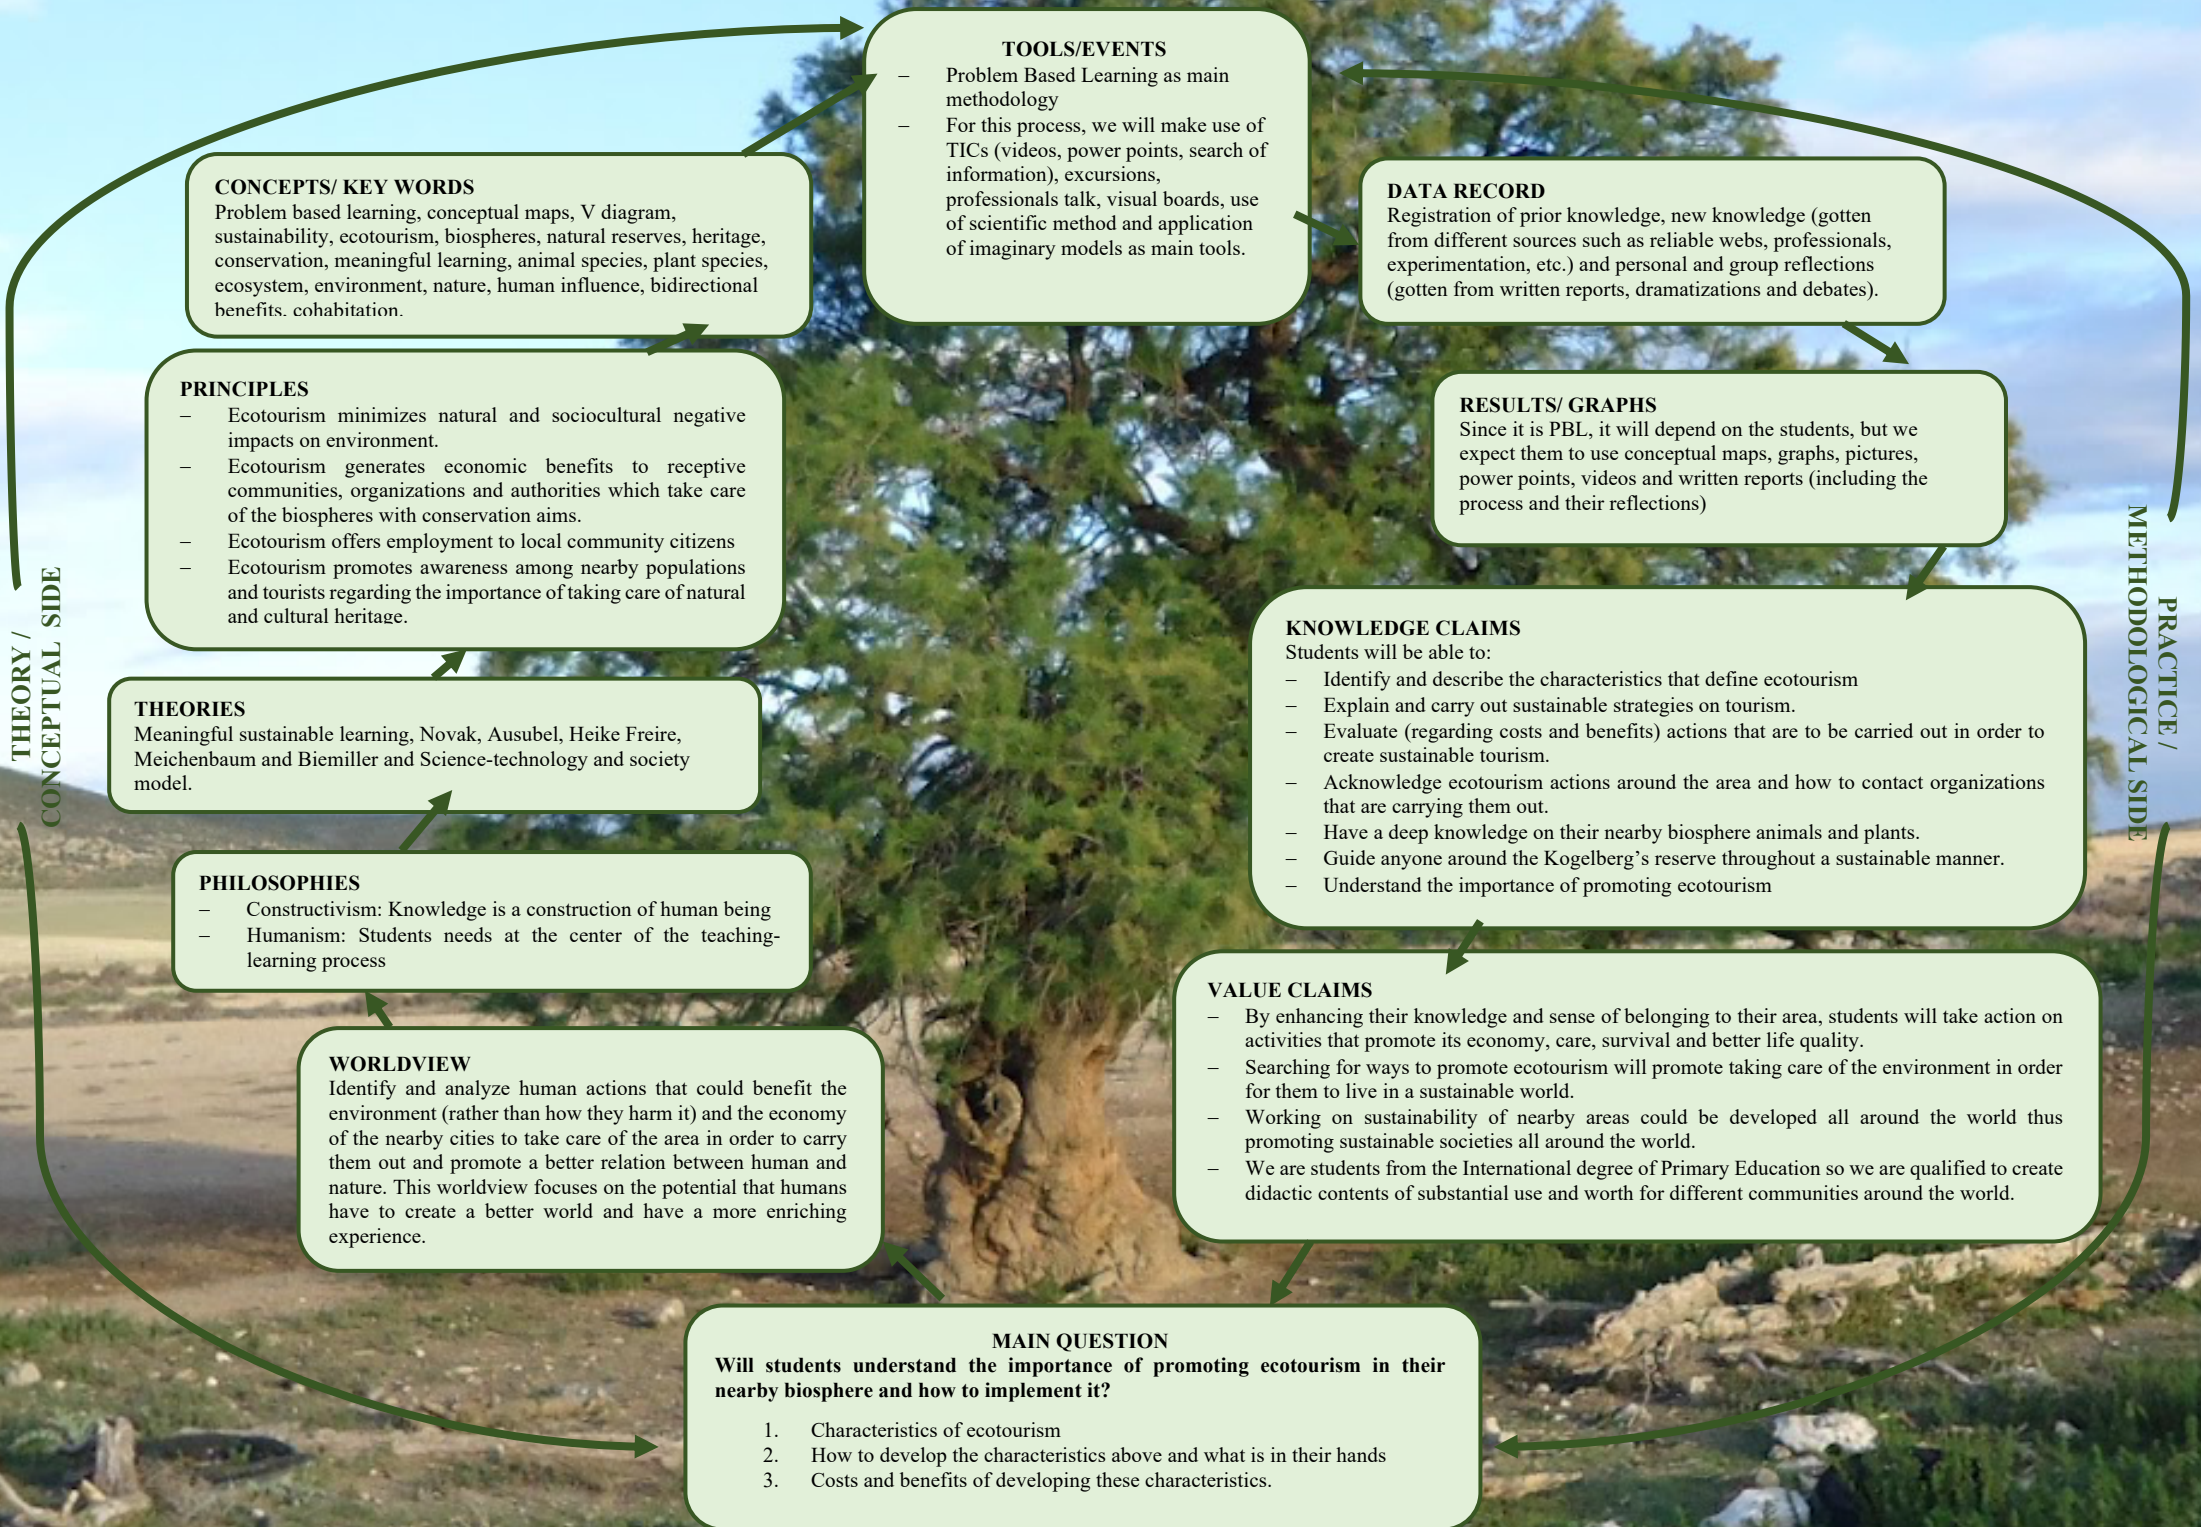 TOOLS/EVENTS
– Problem Based Learning as main
methodology
– For this process, we will make use of
TICs (videos, power points, search of
information), excursions,
professionals talk, visual boards, use
of scientific method and application
of imaginary models as main tools.
CONCEPTS/ KEY WORDS
Problem based learning, conceptual maps, V diagram,
sustainability, ecotourism, biospheres, natural reserves, heritage,
conservation, meaningful learning, animal species, plant species,
ecosystem, environment, nature, human influence, bidirectional
benefits, cohabitation.
PRINCIPLES
– Ecotourism minimizes natural and sociocultural negative
impacts on environment.
– Ecotourism generates economic benefits to receptive
communities, organizations and authorities which take care
of the biospheres with conservation aims.
– Ecotourism offers employment to local community citizens
– Ecotourism promotes awareness among nearby populations
and tourists regarding the importance of taking care of natural
and cultural heritage.
THEORY /
CONCEPTUAL SIDE
THEORIES
Meaningful sustainable learning, Novak, Ausubel, Heike Freire,
Meichenbaum and Biemiller and Science-technology and society
model.
PHILOSOPHIES
– Constructivism: Knowledge is a construction of human being
– Humanism: Students needs at the center of the teaching-
learning process
WORLDVIEW
Identify and analyze human actions that could benefit the
environment (rather than how they harm it) and the economy
of the nearby cities to take care of the area in order to carry
them out and promote a better relation between human and
nature. This worldview focuses on the potential that humans
have to create a better world and have a more enriching
experience.
DATA RECORD
Registration of prior knowledge, new knowledge (gotten
from different sources such as reliable webs, professionals,
experimentation, etc.) and personal and group reflections
(gotten from written reports, dramatizations and debates).
RESULTS/ GRAPHS
Since it is PBL, it will depend on the students, but we
expect them to use conceptual maps, graphs, pictures,
power points, videos and written reports (including the
process and their reflections)
PRACTICE /
METHODOLOGICAL SIDE
KNOWLEDGE CLAIMS
Students will be able to:
– Identify and describe the characteristics that define ecotourism
– Explain and carry out sustainable strategies on tourism.
– Evaluate (regarding costs and benefits) actions that are to be carried out in order to
create sustainable tourism.
– Acknowledge ecotourism actions around the area and how to contact organizations
that are carrying them out.
– Have a deep knowledge on their nearby biosphere animals and plants.
– Guide anyone around the Kogelberg’s reserve throughout a sustainable manner.
– Understand the importance of promoting ecotourism
VALUE CLAIMS
– By enhancing their knowledge and sense of belonging to their area, students will take action on
activities that promote its economy, care, survival and better life quality.
– Searching for ways to promote ecotourism will promote taking care of the environment in order
for them to live in a sustainable world.
– Working on sustainability of nearby areas could be developed all around the world thus
promoting sustainable societies all around the world.
– We are students from the International degree of Primary Education so we are qualified to create
didactic contents of substantial use and worth for different communities around the world.
MAIN QUESTION
Will students understand the importance of promoting ecotourism in their
nearby biosphere and how to implement it?
1. Characteristics of ecotourism
2. How to develop the characteristics above and what is in their hands
3. Costs and benefits of developing these characteristics.